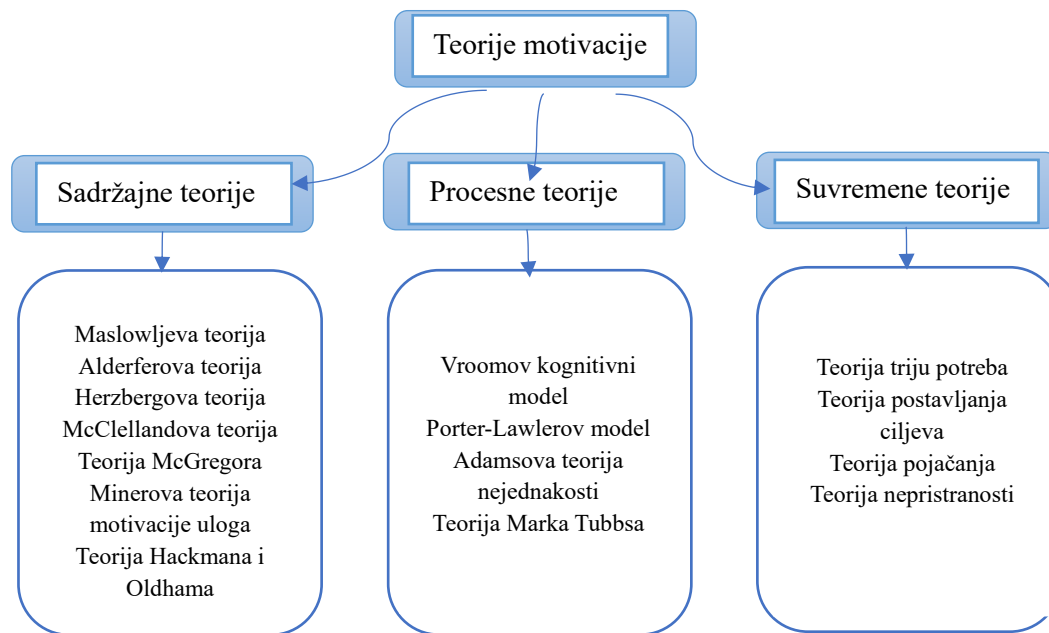 Teorije motivacije
Sadržajne teorije
Procesne teorije
Suvremene teorije
Maslowljeva teorija
Alderferova teorija
Herzbergova teorija
McClellandova teorija
Teorija McGregora
Minerova teorija
motivacije uloga
Teorija Hackmana i
Oldhama
Vroomov kognitivni
model
Porter-Lawlerov model
Adamsova teorija
nejednakosti
Teorija Marka Tubbsa
Teorija triju potreba
Teorija postavljanja
ciljeva
Teorija pojačanja
Teorija nepristranosti